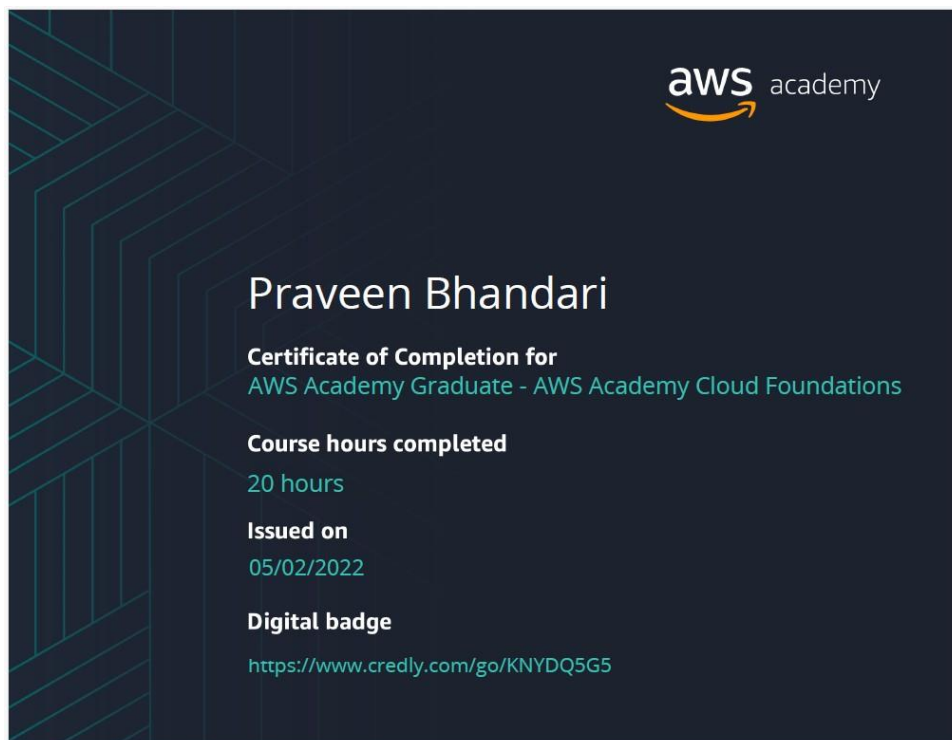 aws academy
Praveen Bhandari
Certificate of Completion for
AWS Academy Graduate - AWS Academy Cloud Foundations
Course hours completed
20 hours
Issued on
05/02/2022
Digital badge
https://www.credly.com/go/KNYDQ5G5